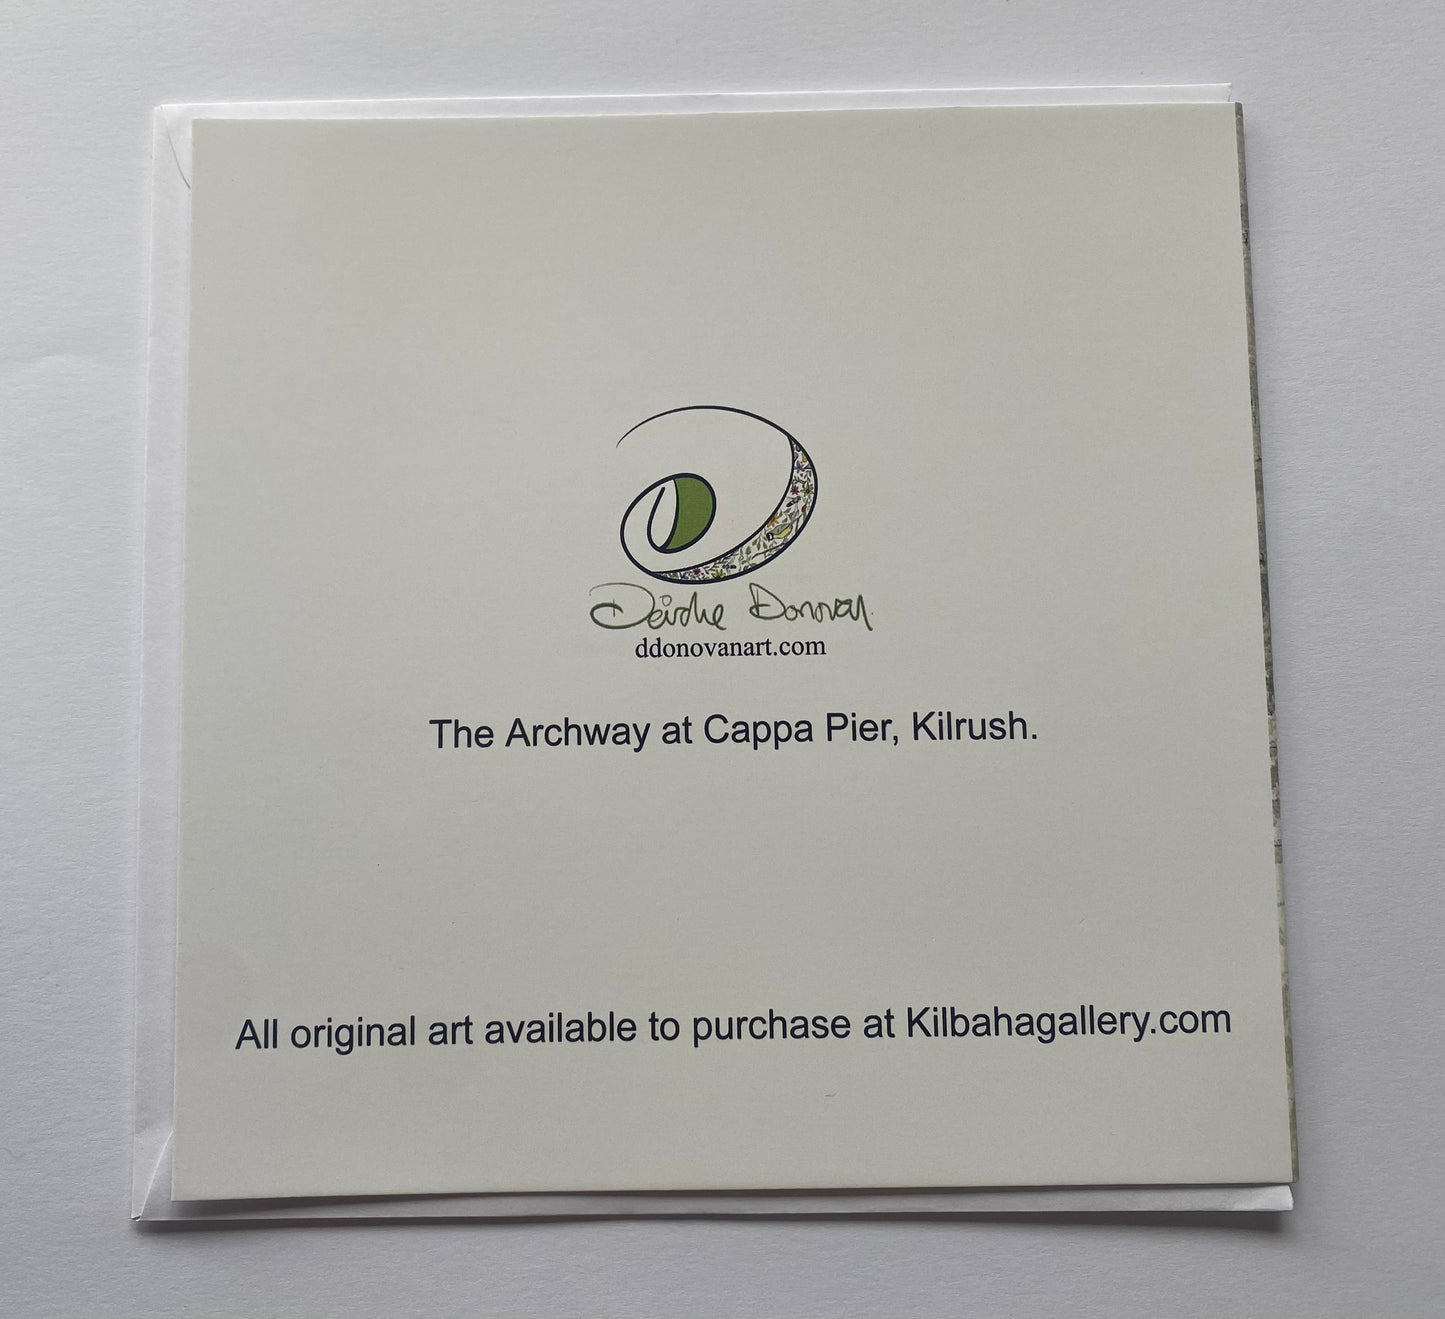 Deirdre Donovan
ddonovanart.com
The Archway at Cappa Pier, Kilrush.
All original art available to purchase at Kilbahagallery.com